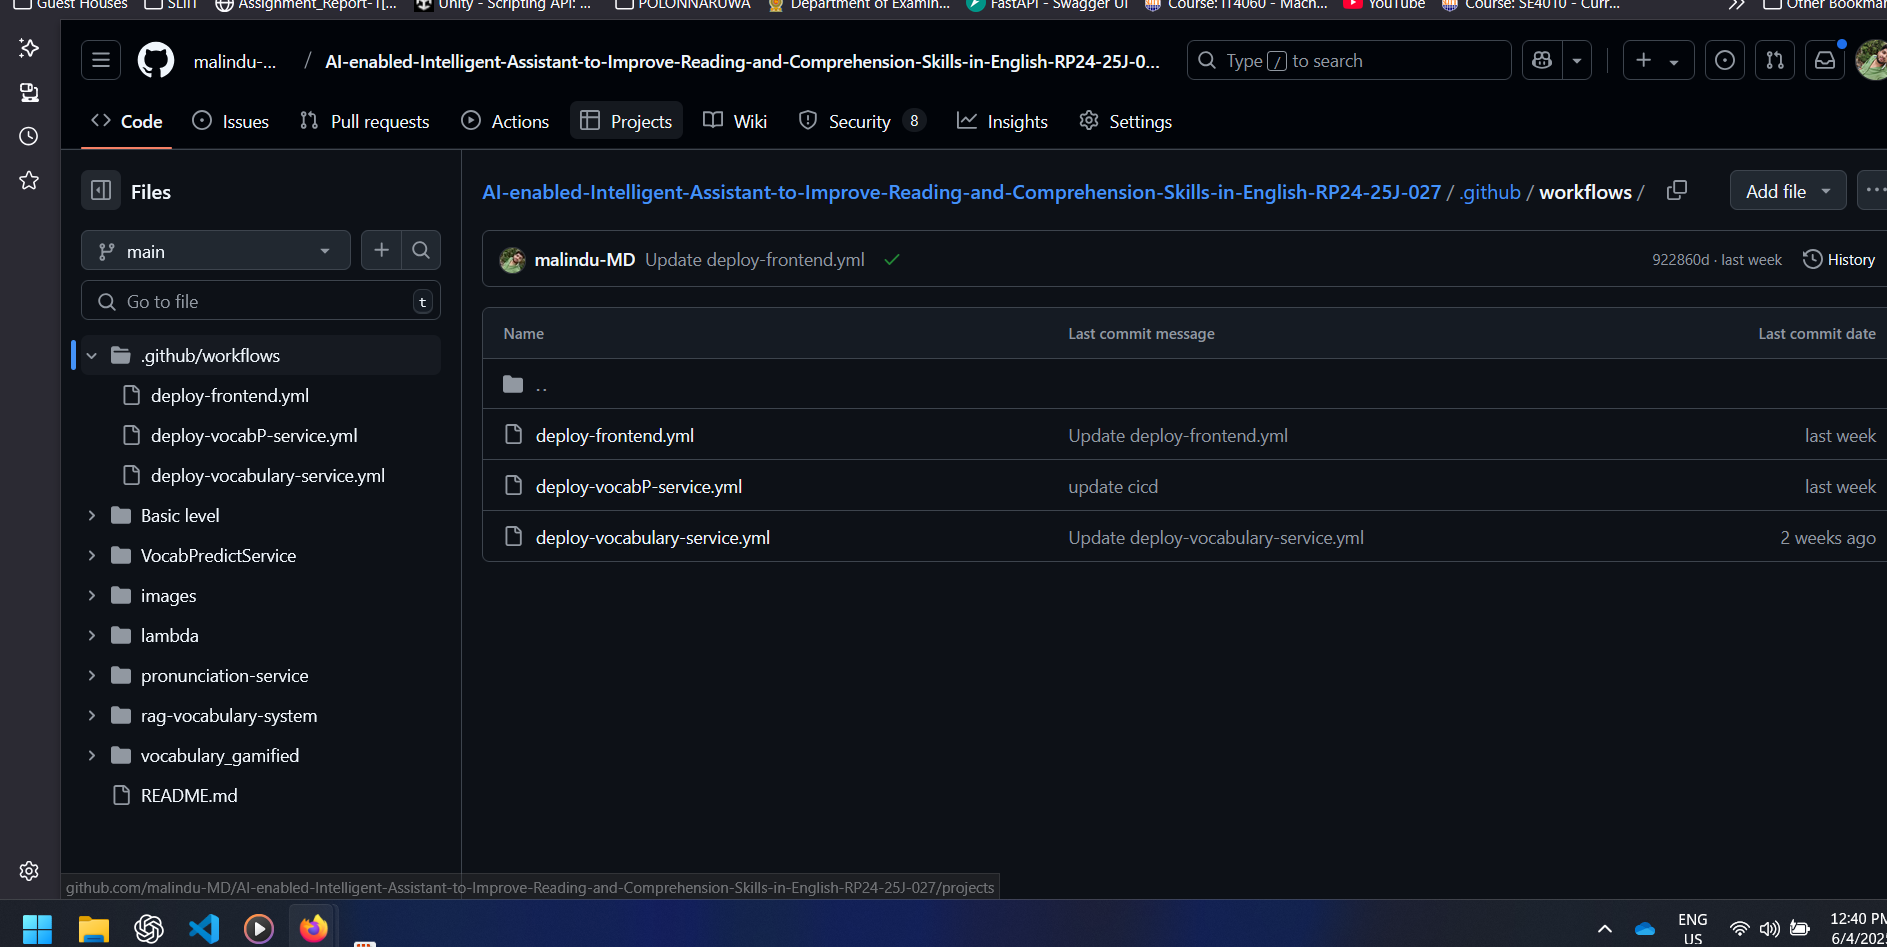 Guest Houses SLIIT Assignment_Report-1[... Unity - Scripting API: ... POLONNARUWA Department of Examin... FastAPI - Swagger UI Course: IT4060 - Mach... YouTube Course: SE4010 - Curr... Other Bookmar
malindu-... / AI-enabled-Intelligent-Assistant-to-Improve-Reading-and-Comprehension-Skills-in-English-RP24-25J-0... Type / to search
Code Issues Pull requests Actions Projects Wiki Security 8 Insights Settings
Files
AI-enabled-Intelligent-Assistant-to-Improve-Reading-and-Comprehension-Skills-in-English-RP24-25J-027 / .github / workflows / Add file
main
malindu-MD Update deploy-frontend.yml 922860d · last week History
Go to file t
Name Last commit message Last commit date
.github/workflows
..
deploy-frontend.yml
deploy-vocabP-service.yml
deploy-vocabulary-service.yml
deploy-frontend.yml Update deploy-frontend.yml last week
deploy-vocabP-service.yml update cicd last week
deploy-vocabulary-service.yml Update deploy-vocabulary-service.yml 2 weeks ago
Basic level
VocabPredictService
images
lambda
pronunciation-service
rag-vocabulary-system
vocabulary_gamified
README.md
github.com/malindu-MD/AI-enabled-Intelligent-Assistant-to-Improve-Reading-and-Comprehension-Skills-in-English-RP24-25J-027/projects
ENG
US
12:40 PM
6/4/202